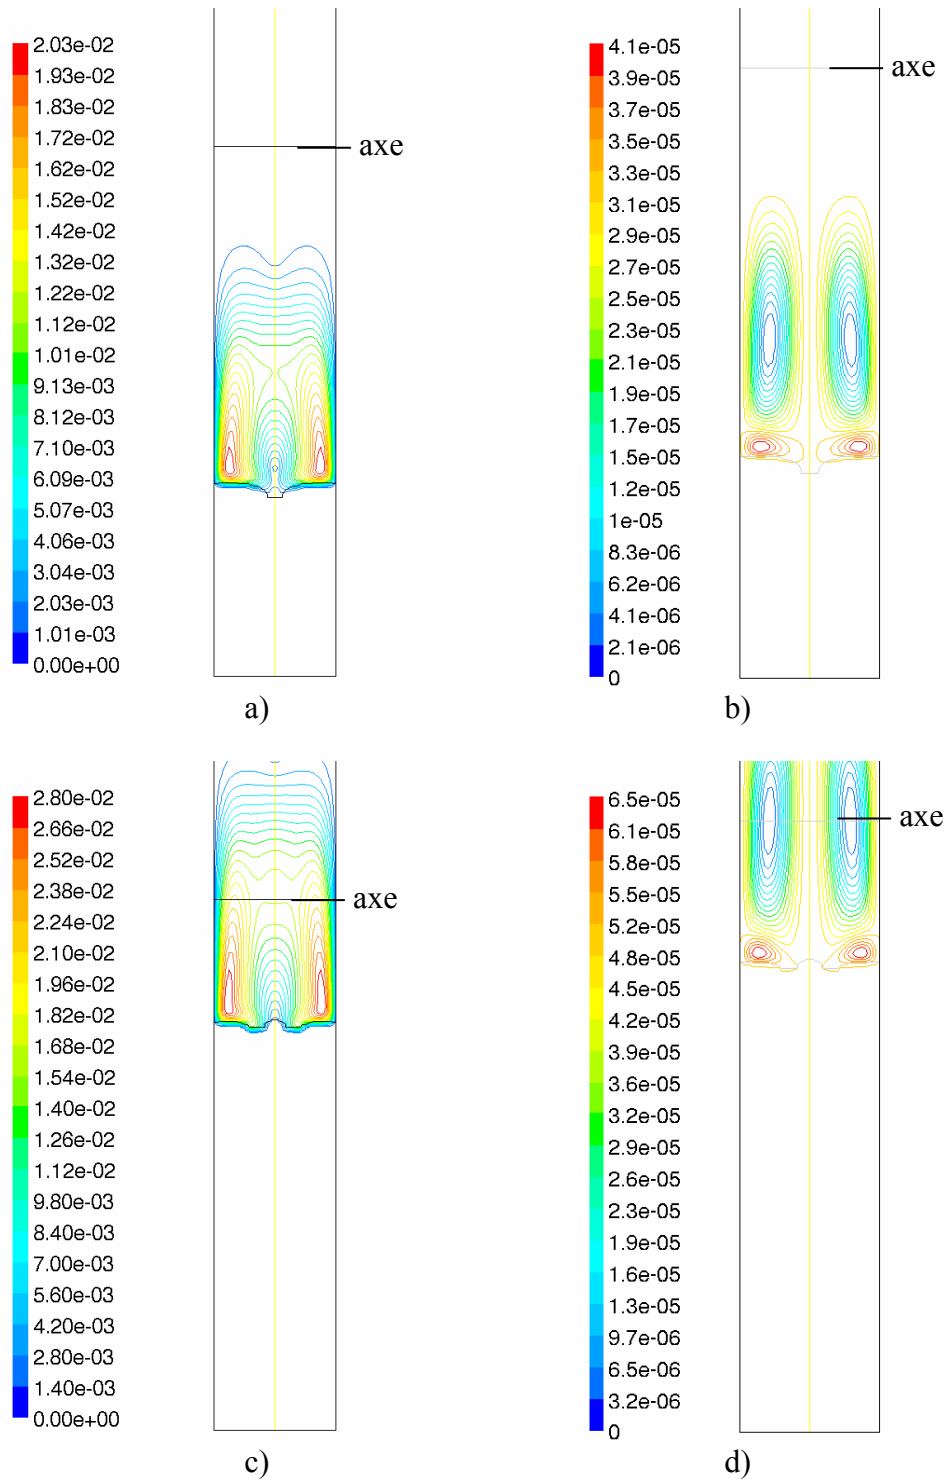 2.03e-02
1.93e-02
1.83e-02
1.72e-02
1.62e-02
1.52e-02
1.42e-02
1.32e-02
1.22e-02
1.12e-02
1.01e-02
9.13e-03
8.12e-03
7.10e-03
6.09e-03
5.07e-03
4.06e-03
3.04e-03
2.03e-03
1.01e-03
0.00e+00
axe
a)
4.1e-05
3.9e-05
3.7e-05
3.5e-05
3.3e-05
3.1e-05
2.9e-05
2.7e-05
2.5e-05
2.3e-05
2.1e-05
1.9e-05
1.7e-05
1.5e-05
1.2e-05
1e-05
8.3e-06
6.2e-06
4.1e-06
2.1e-06
0
axe
b)
2.80e-02
2.66e-02
2.52e-02
2.38e-02
2.24e-02
2.10e-02
1.96e-02
1.82e-02
1.68e-02
1.54e-02
1.40e-02
1.26e-02
1.12e-02
9.80e-03
8.40e-03
7.00e-03
5.60e-03
4.20e-03
2.80e-03
1.40e-03
0.00e+00
axe
c)
6.5e-05
6.1e-05
5.8e-05
5.5e-05
5.2e-05
4.8e-05
4.5e-05
4.2e-05
3.9e-05
3.6e-05
3.2e-05
2.9e-05
2.6e-05
2.3e-05
1.9e-05
1.6e-05
1.3e-05
9.7e-06
6.5e-06
3.2e-06
0
axe
d)